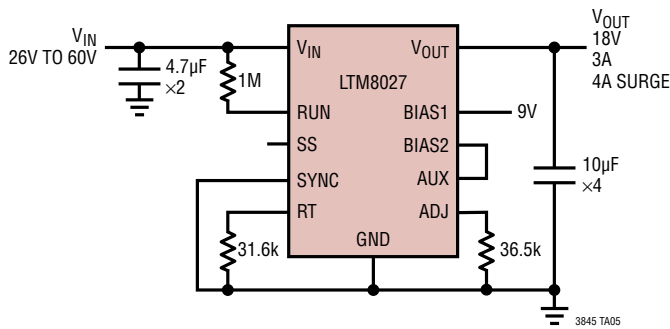 VIN
26V TO 60V
4.7µF
×2
1M
VIN
RUN
SS
SYNC
RT
LTM8027
GND
VOUT
BIAS1
BIAS2
AUX
ADJ
31.6k
36.5k
9V
VOUT
18V
3A
4A SURGE
10µF
×4
3845 TA05